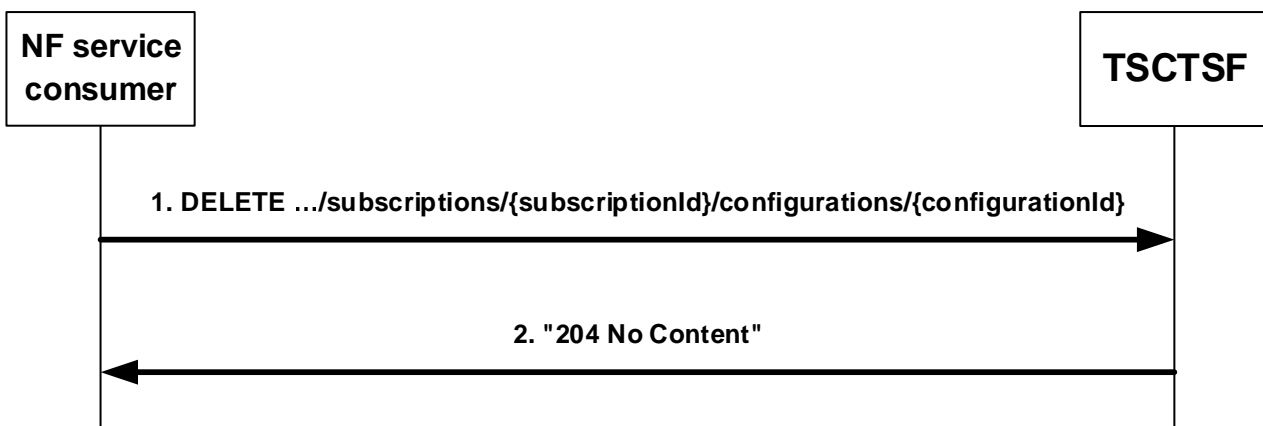 NF service
consumer
TSCTSF
1. DELETE .../subscriptions/{subscriptionId}/configurations/{configurationId}
2. "204 No Content"